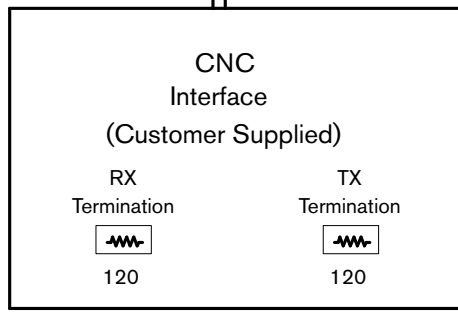 CNC
Interface
(Customer Supplied)
RX
Termination
120
TX
Termination
120